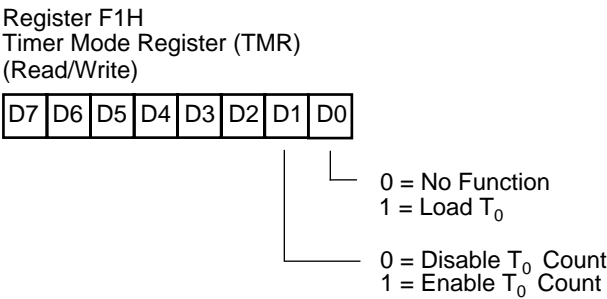 Register F1H
Timer Mode Register (TMR)
(Read/Write)
D7 D6 D5 D4 D3 D2 D1 D0
0 = No Function
1 = Load T₀
0 = Disable T₀ Count
1 = Enable T₀ Count